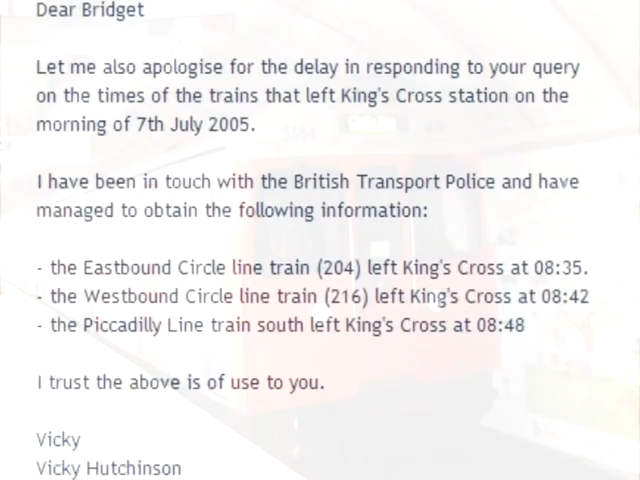 Dear Bridget
Let me also apologise for the delay in responding to your query
on the times of the trains that left King's Cross station on the
morning of 7th July 2005.
I have been in touch with the British Transport Police and have
managed to obtain the following information:
- the Eastbound Circle line train (204) left King's Cross at 08:35.
- the Westbound Circle line train (216) left King's Cross at 08:42
- the Piccadilly Line train south left King's Cross at 08:48
I trust the above is of use to you.
Vicky
Vicky Hutchinson